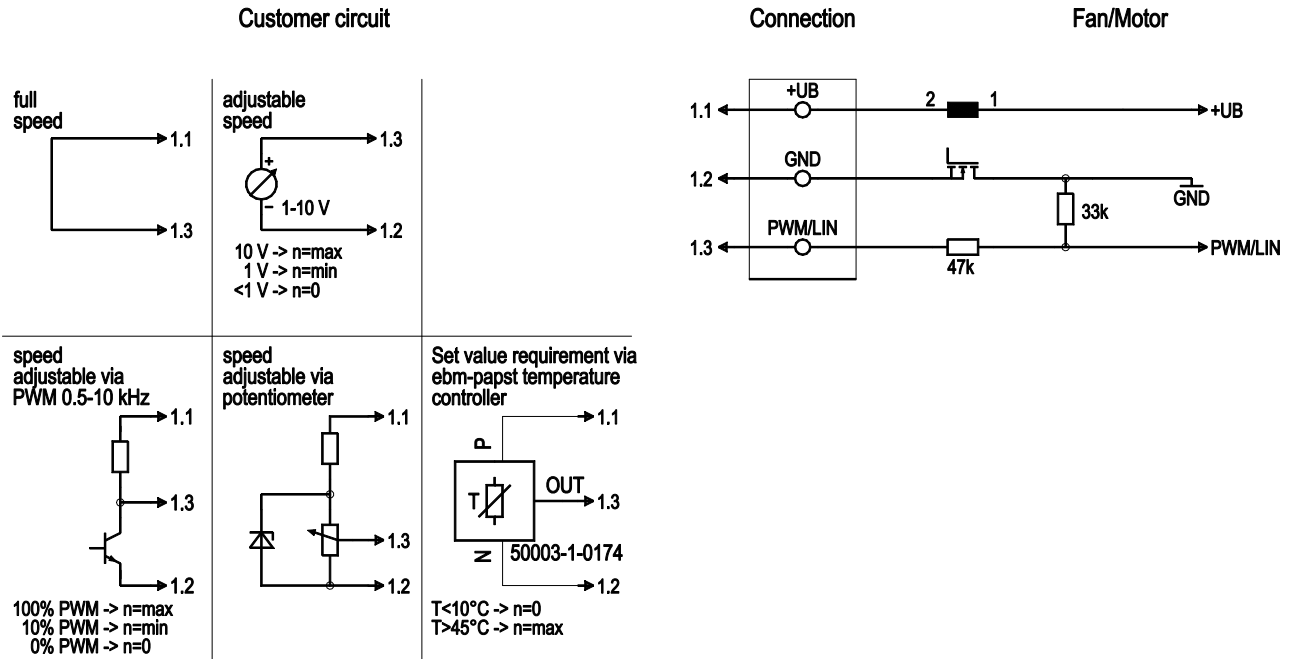 Customer circuit
Connection
Fan/Motor
full
speed
1.1
1.3
adjustable
speed
1.3
+
–
1-10 V
1.2
10 V -> n=max
1 V -> n=min
<1 V -> n=0
+UB
1.1
2
1
+UB
GND
1.2
GND
33k
PWM/LIN
1.3
47k
PWM/LIN
speed
adjustable via
PWM 0.5-10 kHz
1.1
1.3
1.2
100% PWM -> n=max
10% PWM -> n=min
0% PWM -> n=0
speed
adjustable via
potentiometer
1.1
1.3
1.2
Set value requirement via
ebm-papst temperature
controller
1.1
P
T
OUT
1.3
N
50003-1-0174
1.2
T<10°C -> n=0
T>45°C -> n=max